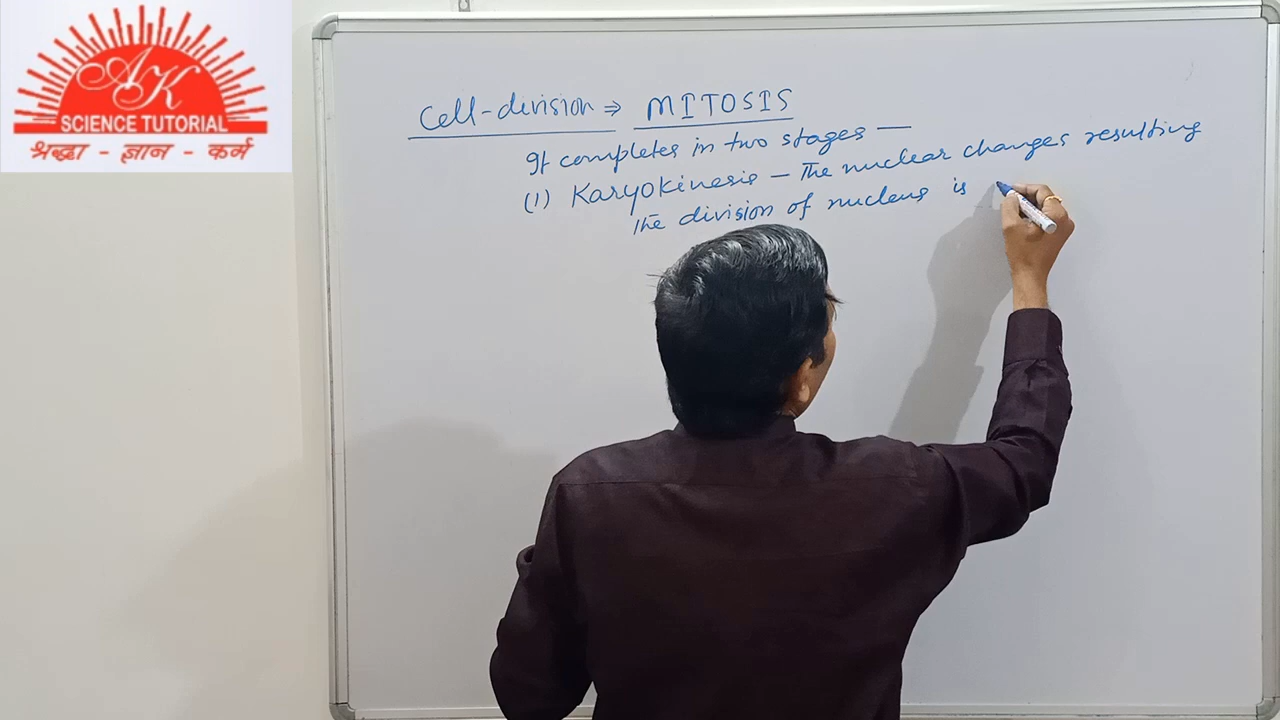 AK
SCIENCE TUTORIAL
श्रद्धा - ज्ञान - कर्म
Cell-division ⇒ MITOSIS
It completes in two stages —
(1) Karyokinesis — The nuclear changes resulting
The division of nucleus is